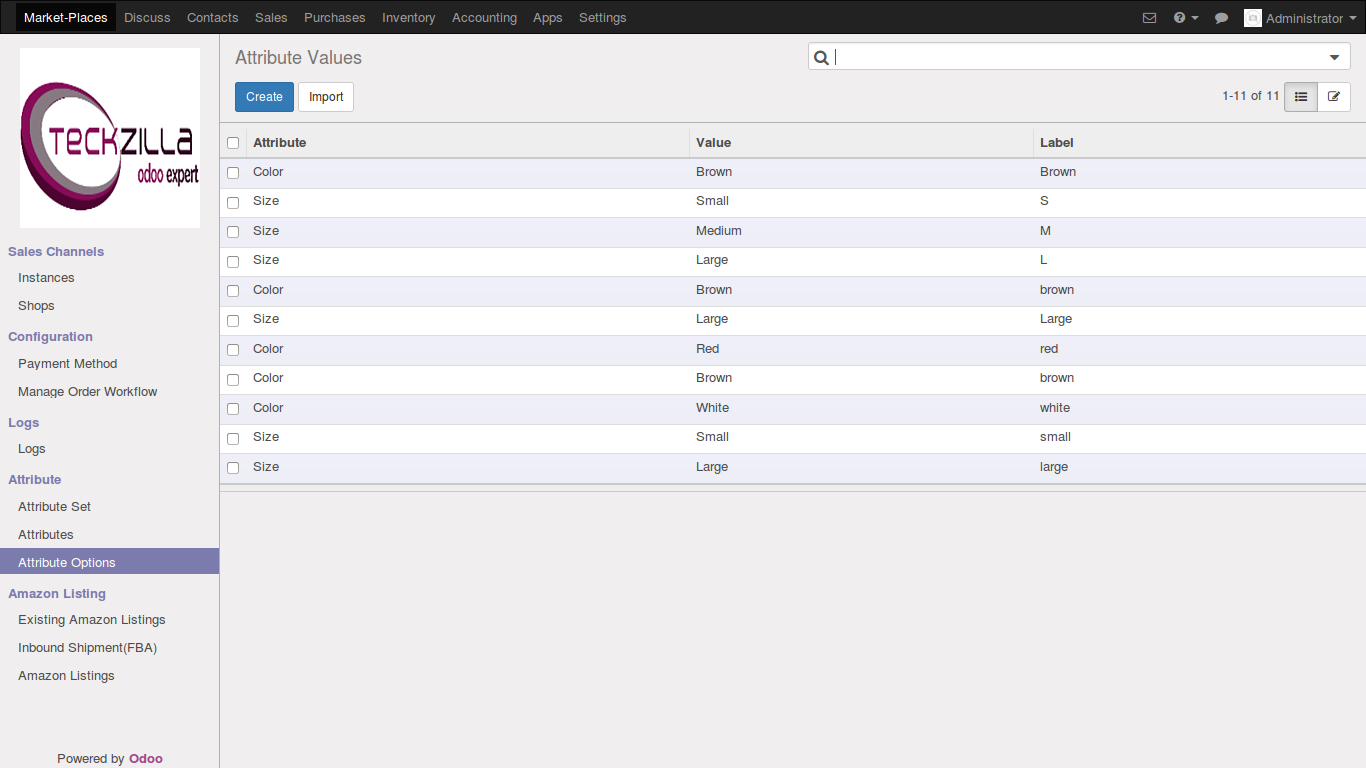 Market-Places Discuss Contacts Sales Purchases Inventory Accounting Apps Settings Administrator
TECKZILLA
odoo expert
Sales Channels
Instances
Shops
Configuration
Payment Method
Manage Order Workflow
Logs
Logs
Attribute
Attribute Set
Attributes
Attribute Options
Amazon Listing
Existing Amazon Listings
Inbound Shipment(FBA)
Amazon Listings
Powered by Odoo
Attribute Values
Create Import 1-11 of 11
Attribute Value Label
Color Brown Brown
Size Small S
Size Medium M
Size Large L
Color Brown brown
Size Large Large
Color Red red
Color Brown brown
Color White white
Size Small small
Size Large large